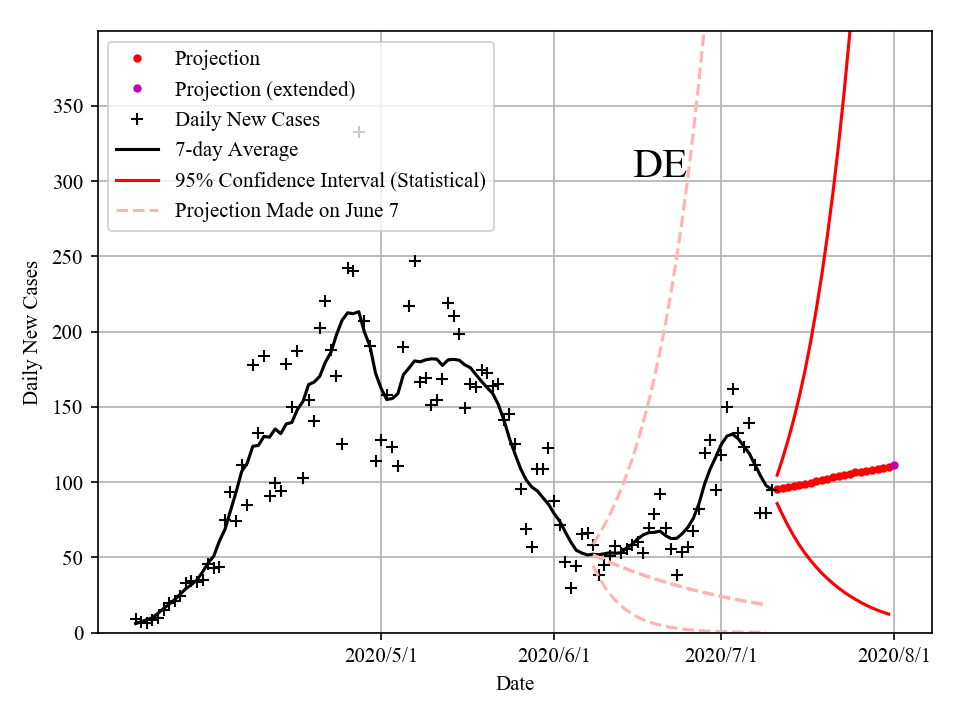 Projection
Projection (extended)
Daily New Cases
7-day Average
95% Confidence Interval (Statistical)
Projection Made on June 7
DE
350
300
250
200
150
100
50
0
Daily New Cases
2020/5/1 2020/6/1 2020/7/1 2020/8/1
Date